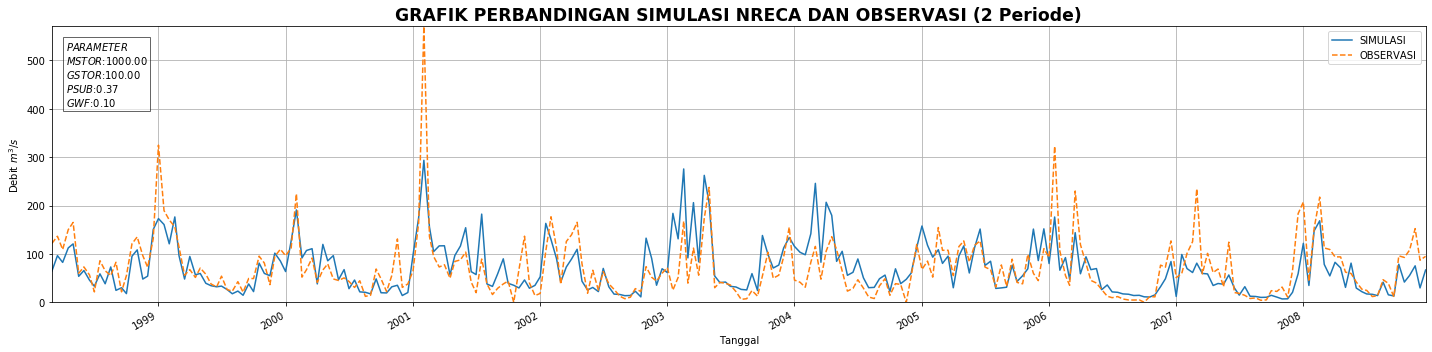 GRAFIK PERBANDINGAN SIMULASI NRECA DAN OBSERVASI (2 Periode)
PARAMETER
MSTOR:1000.00
GSTOR:100.00
PSUB:0.37
GWF:0.10
SIMULASI
OBSERVASI
500
400
300
200
100
0
Debit m³/s
1999
2000
2001
2002
2003
2004
2005
2006
2007
2008
Tanggal